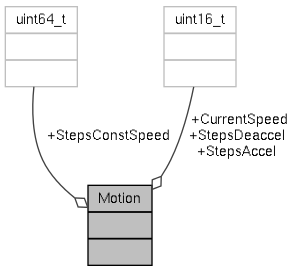 uint64_t
uint16_t
+StepsConstSpeed
+CurrentSpeed
+StepsDeaccel
+StepsAccel
Motion